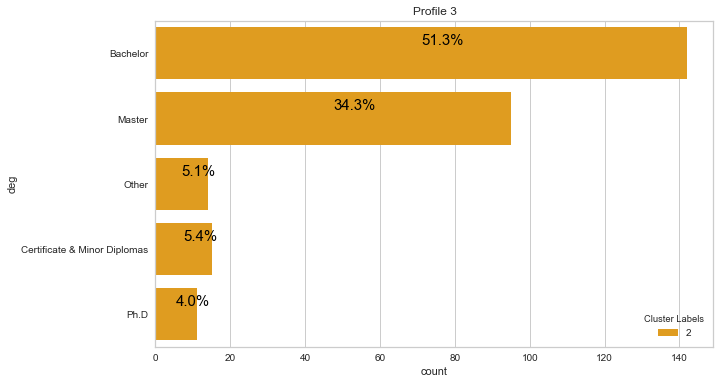 Profile 3
Bachelor
51.3%
Master
34.3%
Other
5.1%
Certificate & Minor Diplomas
5.4%
Ph.D
4.0%
deg
Cluster Labels
2
0 20 40 60 80 100 120 140
count